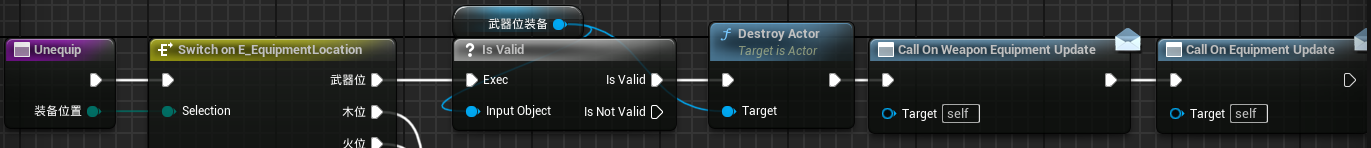 武器位装备
Unequip
装备位置
Switch on E_EquipmentLocation
Selection
武器位
木位
火位
? Is Valid
Exec
Input Object
Is Valid
Is Not Valid
f Destroy Actor
Target is Actor
Target
Call On Weapon Equipment Update
Target self
Call On Equipment Update
Target self